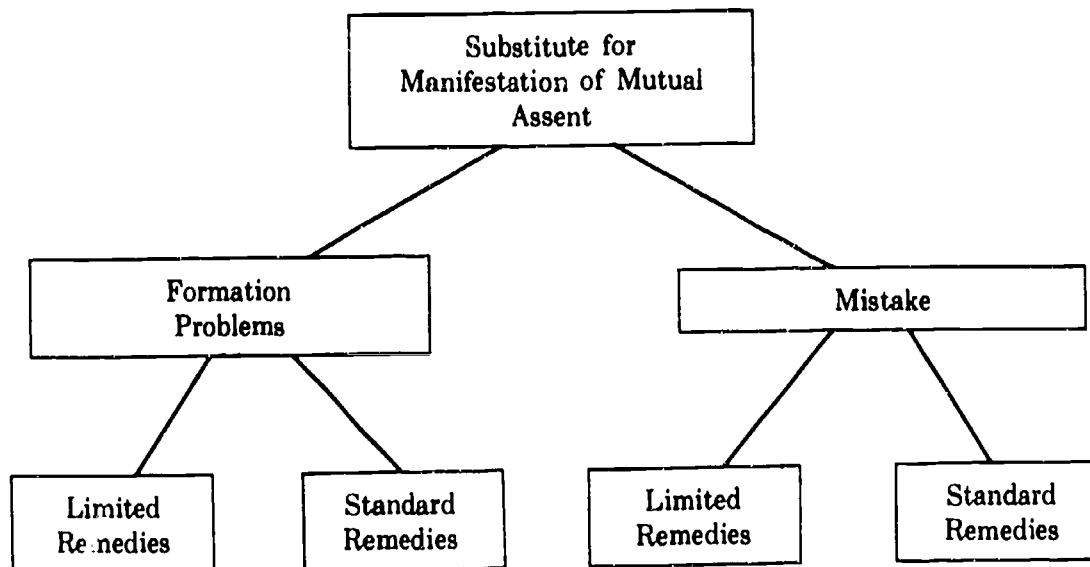 Substitute for
Manifestation of Mutual
Assent
Formation
Problems
Mistake
Limited
Remedies
Standard
Remedies
Limited
Remedies
Standard
Remedies